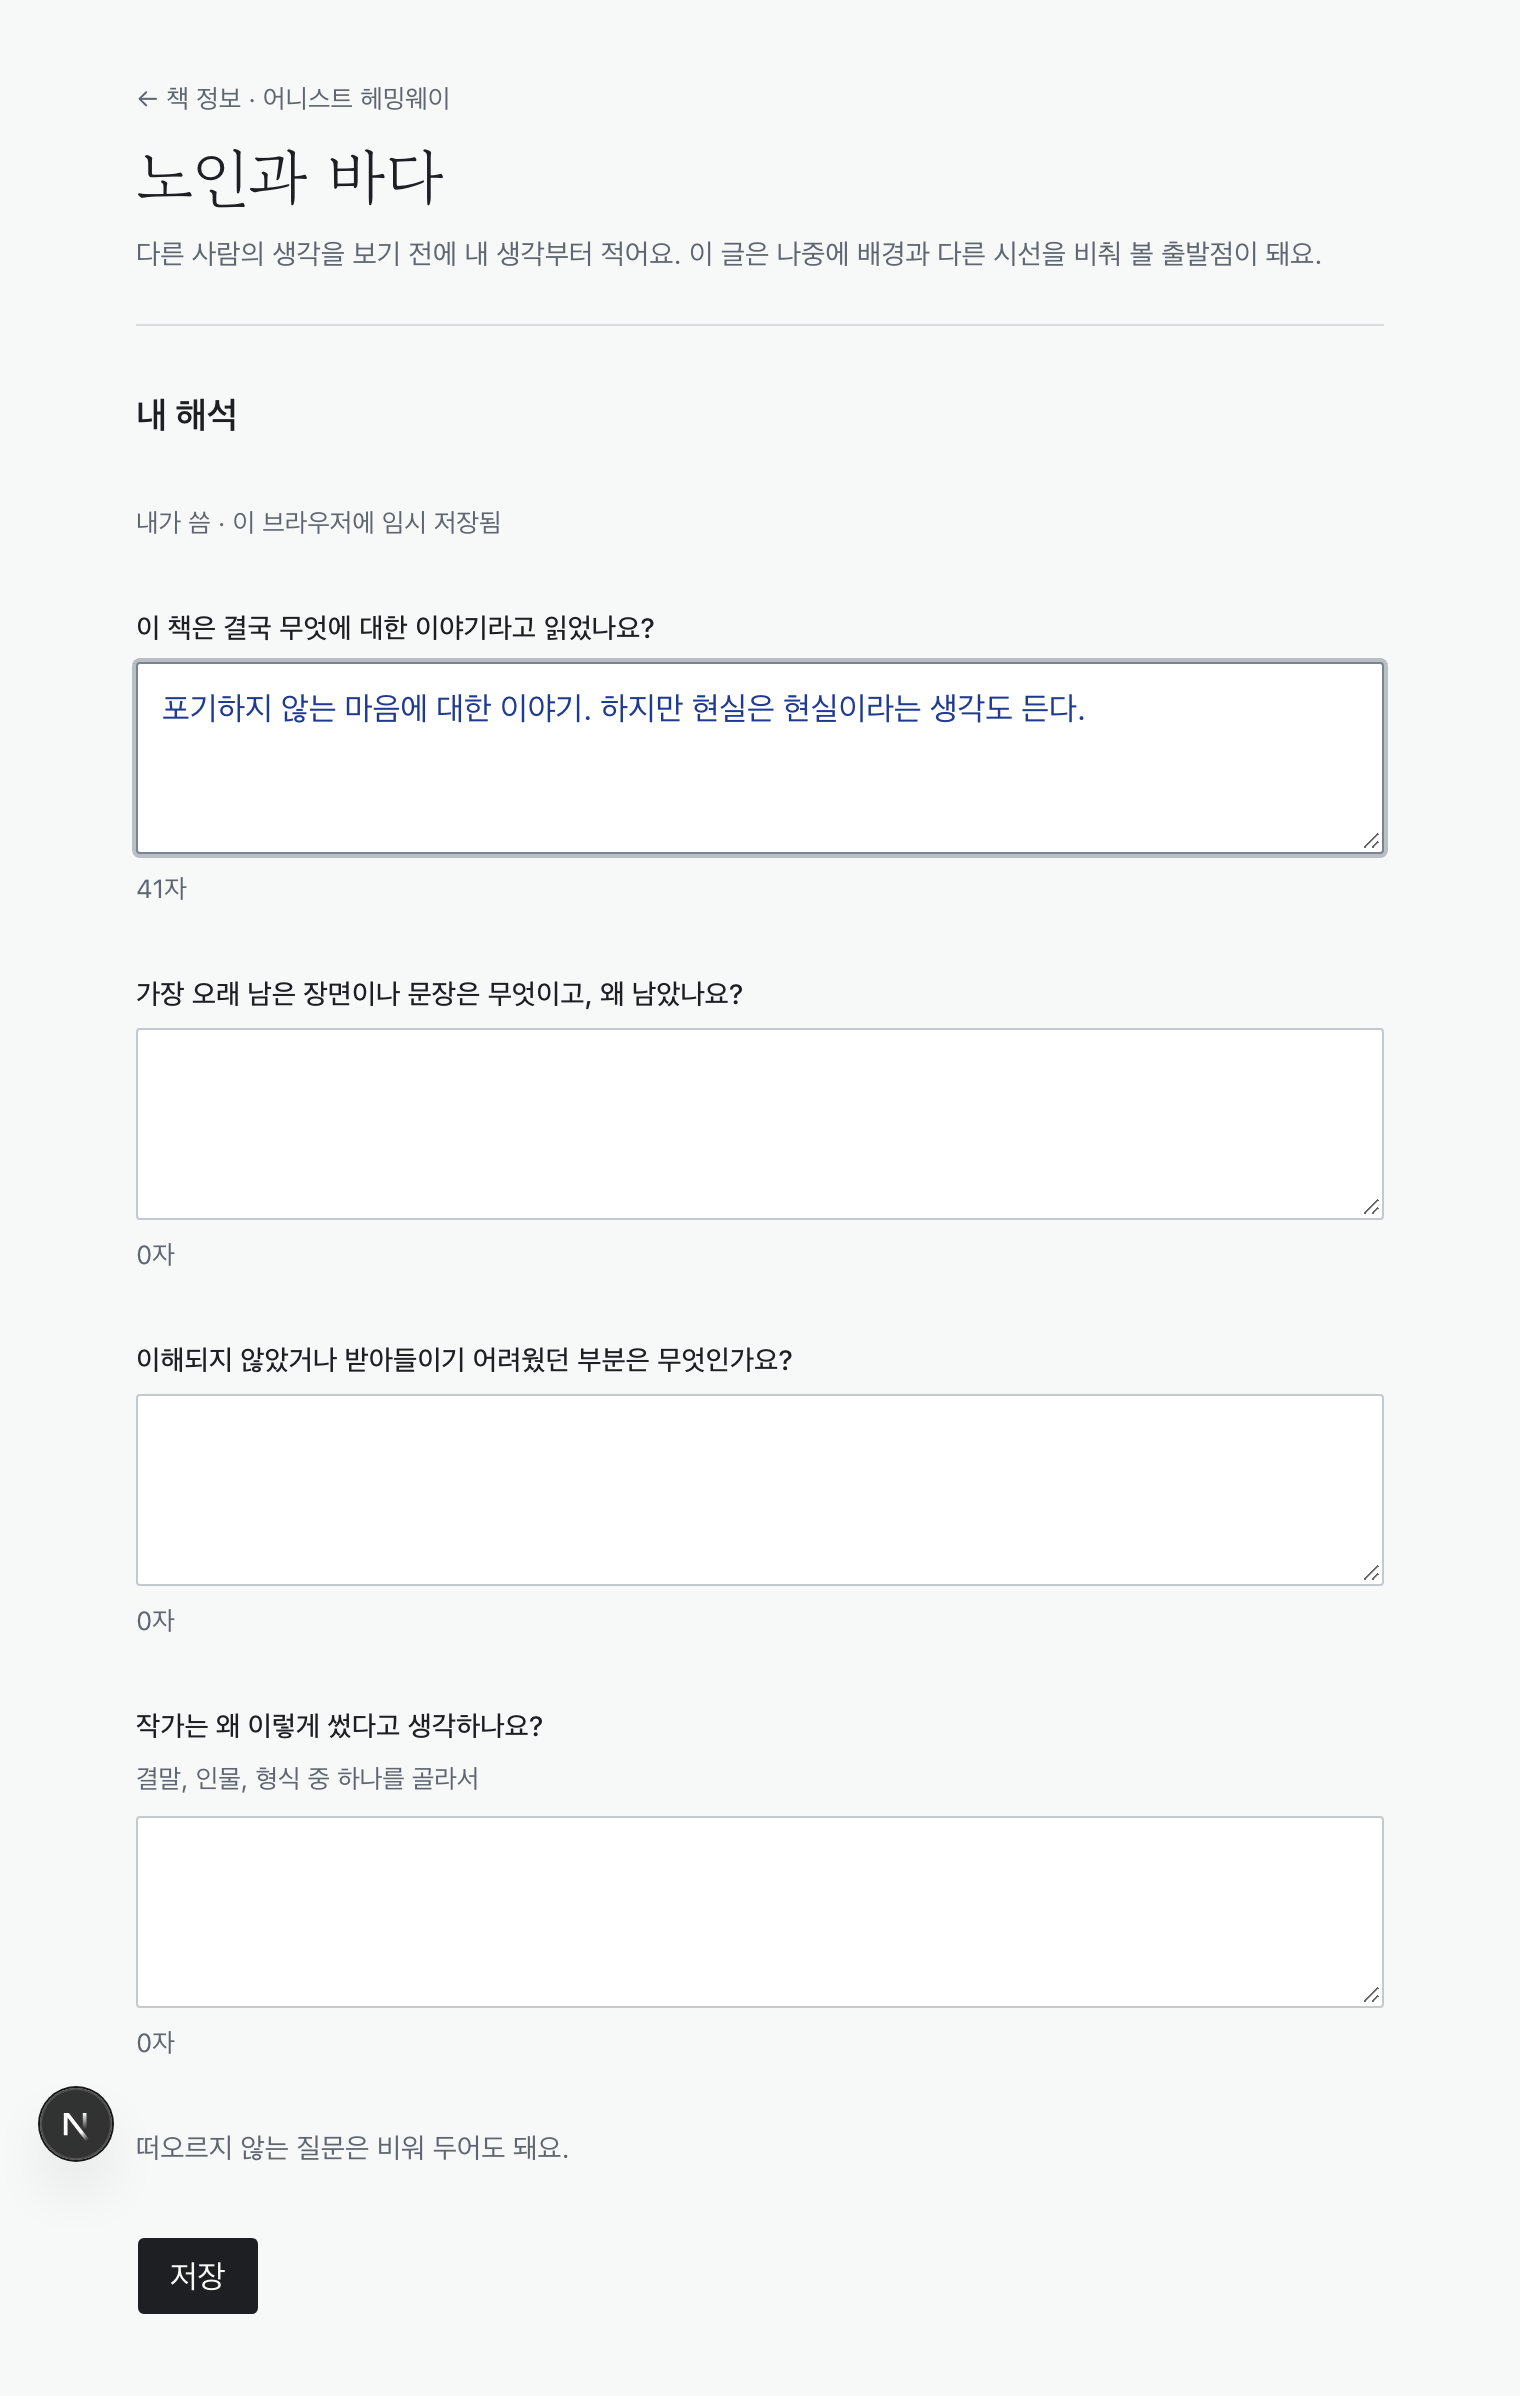 ← 책 정보 · 어니스트 헤밍웨이
노인과 바다
다른 사람의 생각을 보기 전에 내 생각부터 적어요. 이 글은 나중에 배경과 다른 시선을 비춰 볼 출발점이 돼요.
내 해석
내가 씀 · 이 브라우저에 임시 저장됨
이 책은 결국 무엇에 대한 이야기라고 읽었나요?
포기하지 않는 마음에 대한 이야기. 하지만 현실은 현실이라는 생각도 든다.
41자
가장 오래 남은 장면이나 문장은 무엇이고, 왜 남았나요?
0자
이해되지 않았거나 받아들이기 어려웠던 부분은 무엇인가요?
0자
작가는 왜 이렇게 썼다고 생각하나요?
결말, 인물, 형식 중 하나를 골라서
0자
N
떠오르지 않는 질문은 비워 두어도 돼요.
저장